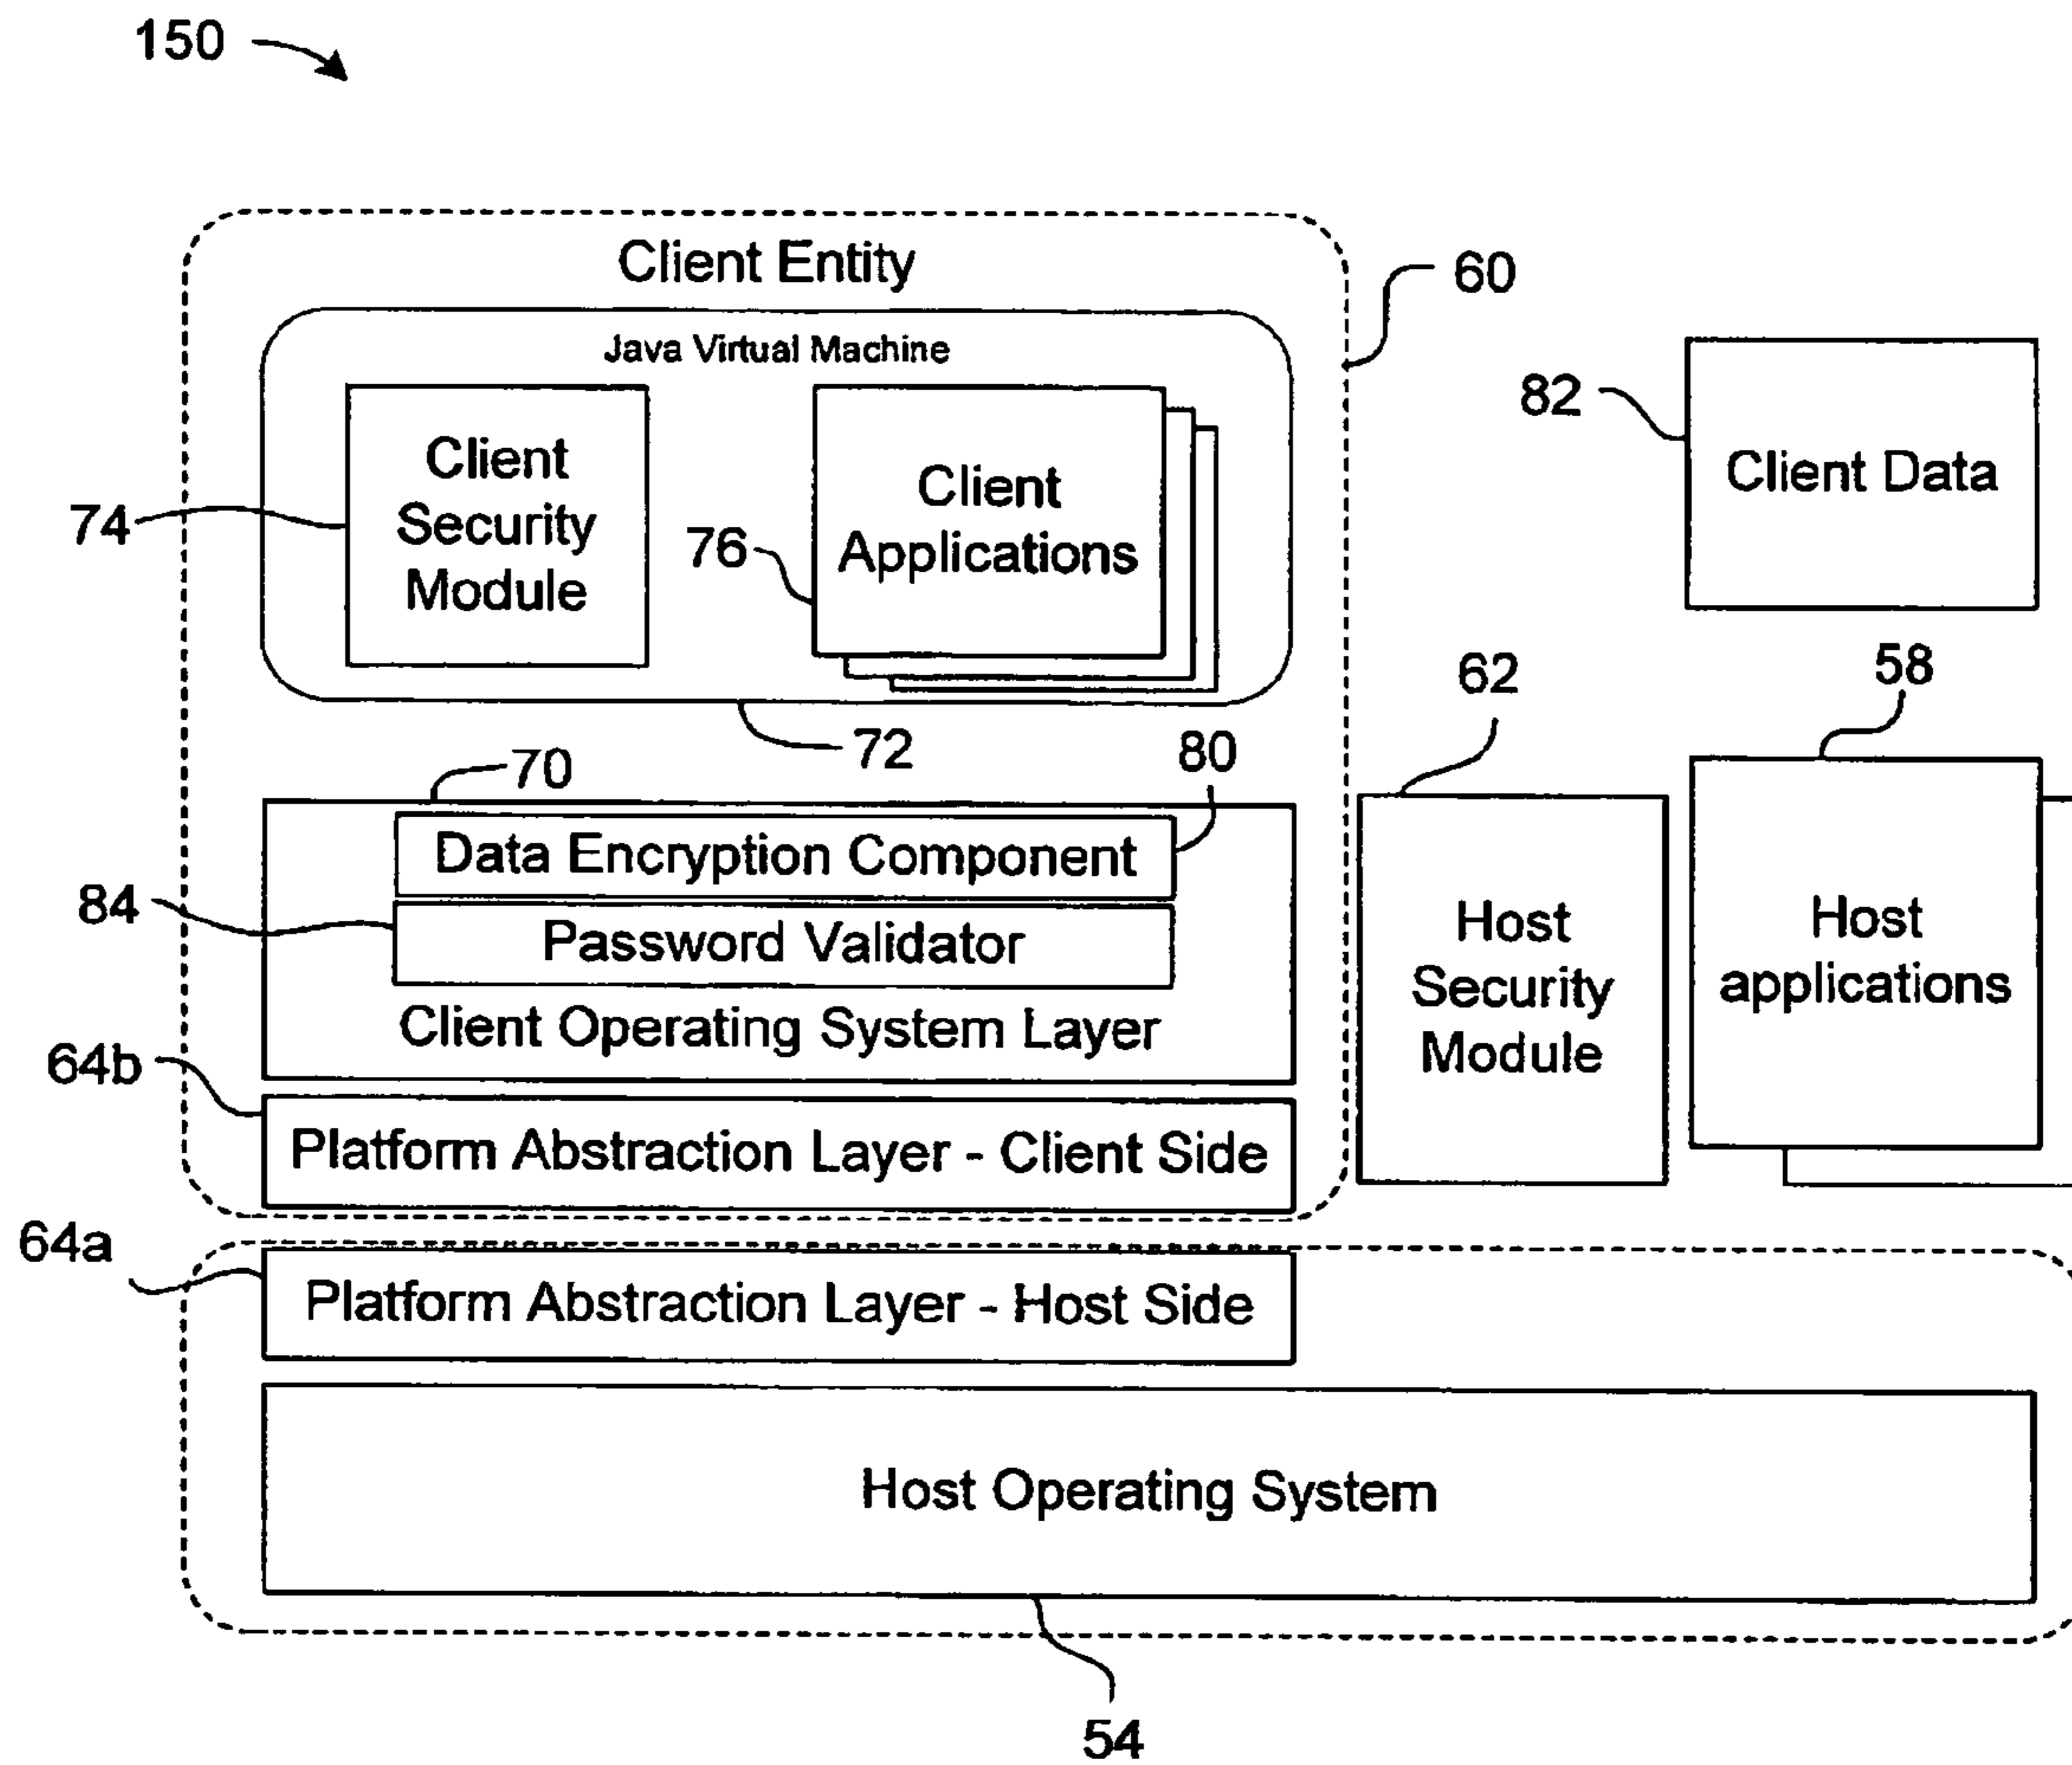 150
Client Entity
60
Java Virtual Machine
82
Client Data
74
Client
Security
Module
76
Client
Applications
62
58
72
70
80
Data Encryption Component
84
Password Validator
Client Operating System Layer
Host
Security
Module
Host
applications
64b
Platform Abstraction Layer - Client Side
64a
Platform Abstraction Layer - Host Side
Host Operating System
54